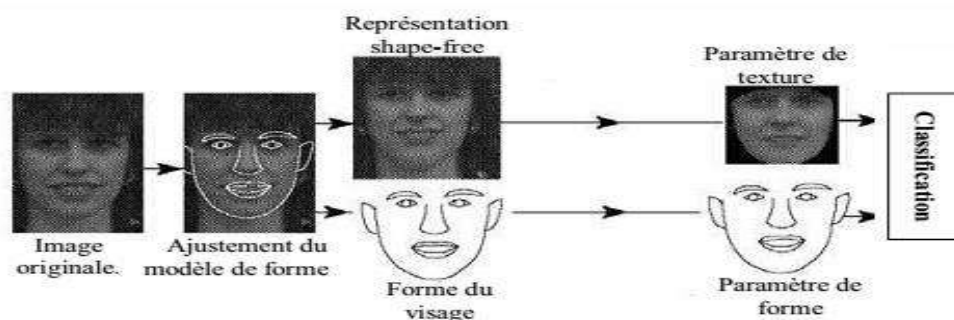 Représentation
shape-free
Paramètre de
texture
Classification
Image
originale.
Ajustement du
modèle de forme
Forme du
visage
Paramètre de
forme